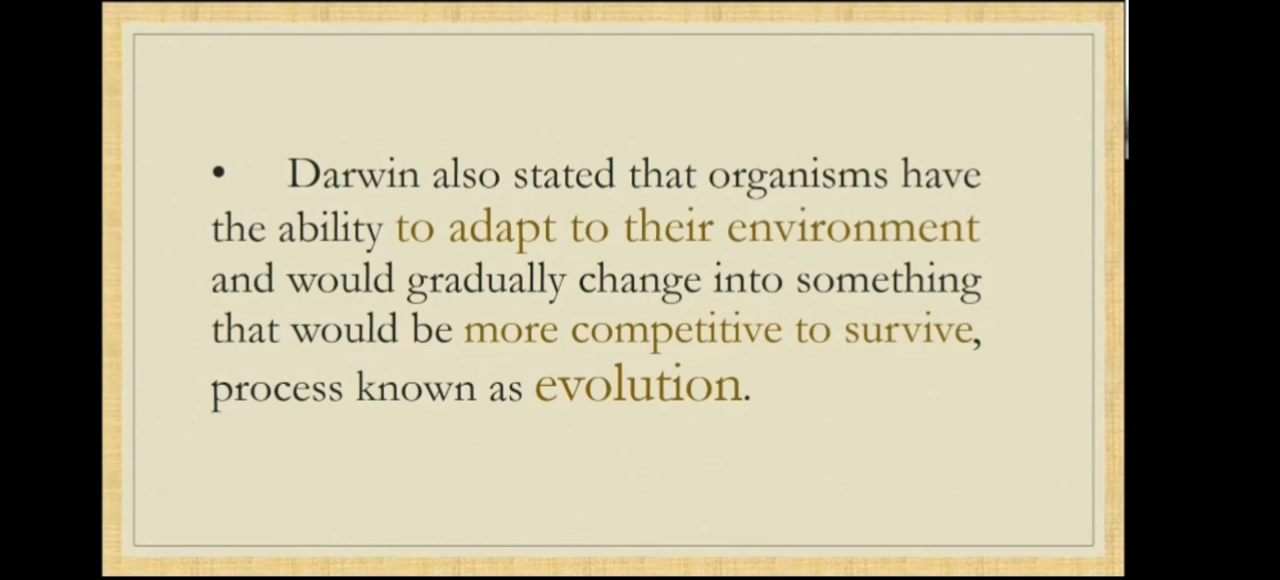 • Darwin also stated that organisms have
the ability to adapt to their environment
and would gradually change into something
that would be more competitive to survive,
process known as evolution.